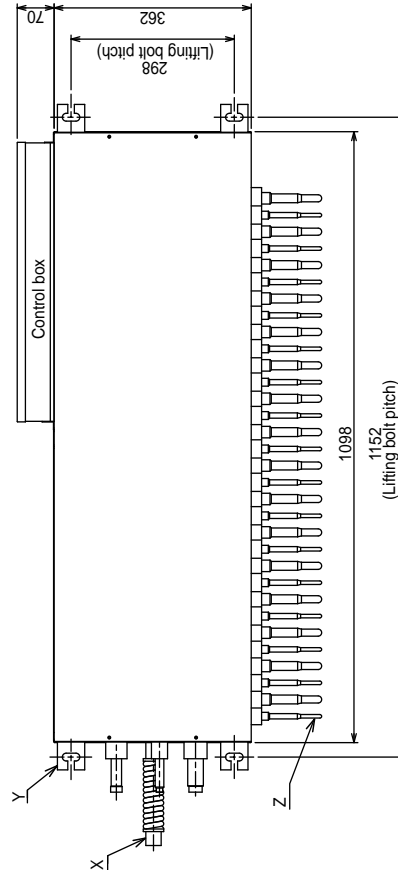 70
362
298
(Lifting bolt pitch)
Control box
1098
1152
(Lifting bolt pitch)
Y
X
Z